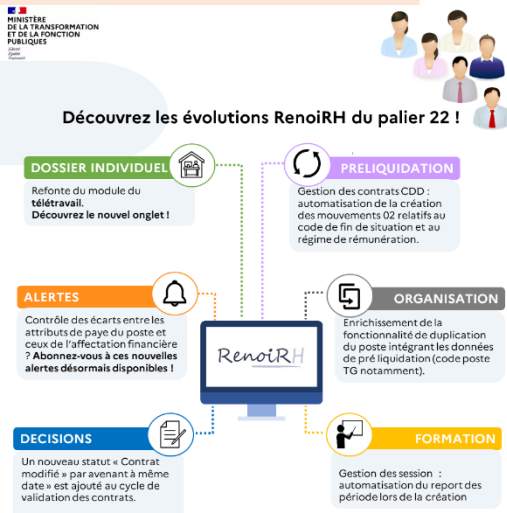 MINISTÈRE
DE LA TRANSFORMATION
ET DE LA FONCTION
PUBLIQUES
Liberté
Égalité
Fraternité
Découvrez les évolutions RenoiRH du palier 22 !
DOSSIER INDIVIDUEL
Refonte du module du
télétravail.
Découvrez le nouvel onglet !
PRELIQUIDATION
Gestion des contrats CDD :
automatisation de la création
des mouvements 02 relatifs au
code de fin de situation et au
régime de rémunération.
ALERTES
Contrôle des écarts entre les
attributs de paye du poste et
ceux de l'affectation financière
? Abonnez-vous à ces nouvelles
alertes désormais disponibles !
ORGANISATION
Enrichissement de la
fonctionnalité de duplication
du poste intégrant les données
de pré liquidation (code poste
TG notamment).
RenoiRH
DECISIONS
Un nouveau statut « Contrat
modifié » par avenant à même
date » est ajouté au cycle de
validation des contrats.
FORMATION
Gestion des session :
automatisation du report des
période lors de la création